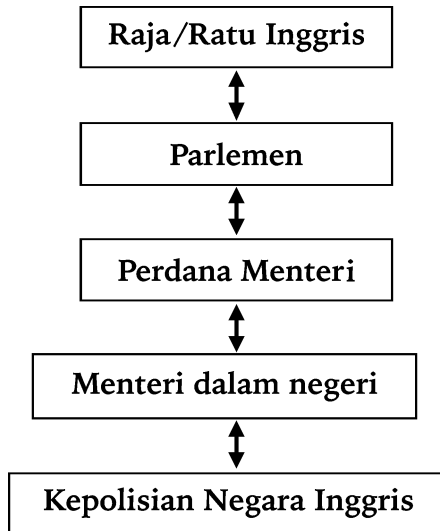 Raja/Ratu Inggris
Parlemen
Perdana Menteri
Menteri dalam negeri
Kepolisian Negara Inggris